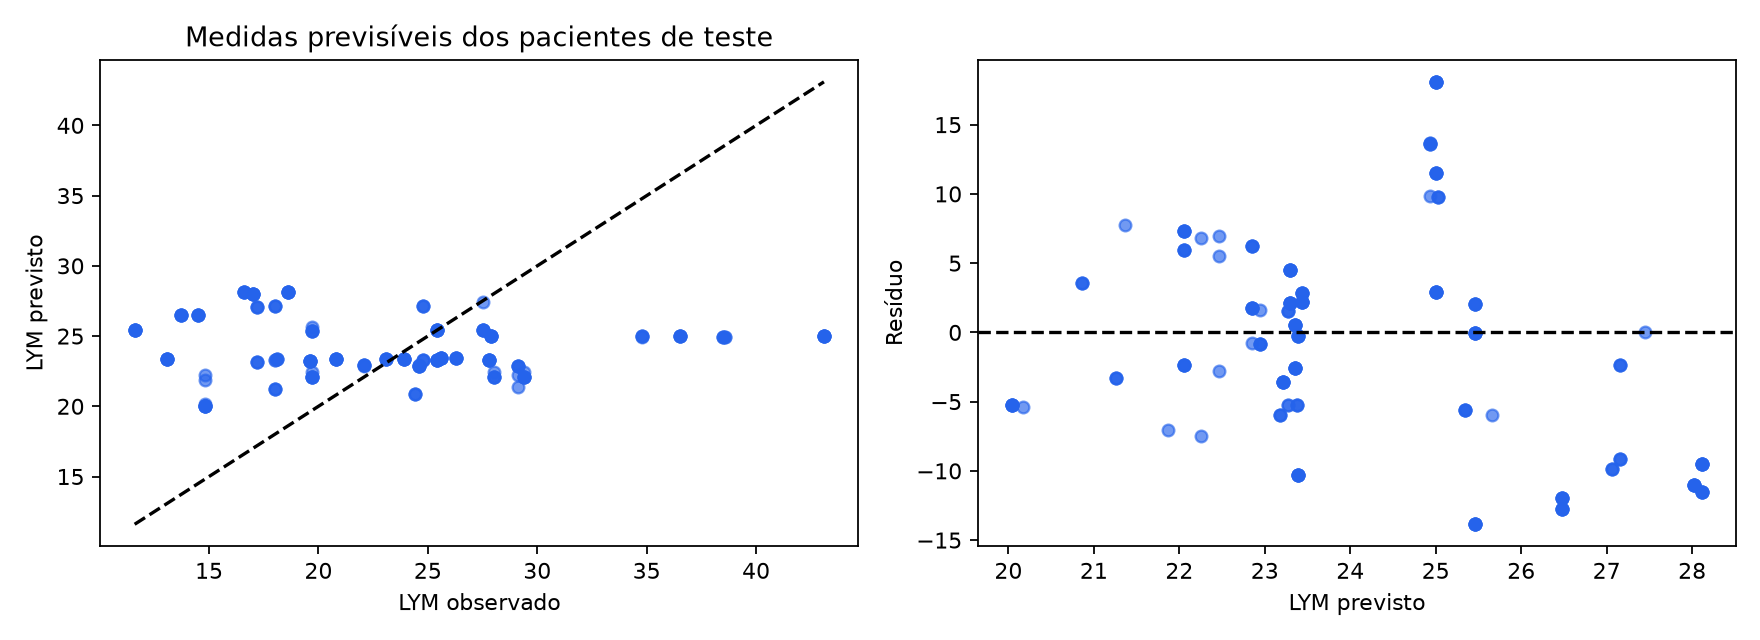 Medidas previsíveis dos pacientes de teste
LYM previsto
40
35
30
25
20
15
15 20 25 30 35 40
LYM observado
Resíduo
15
10
5
0
−5
−10
−15
20 21 22 23 24 25 26 27 28
LYM previsto